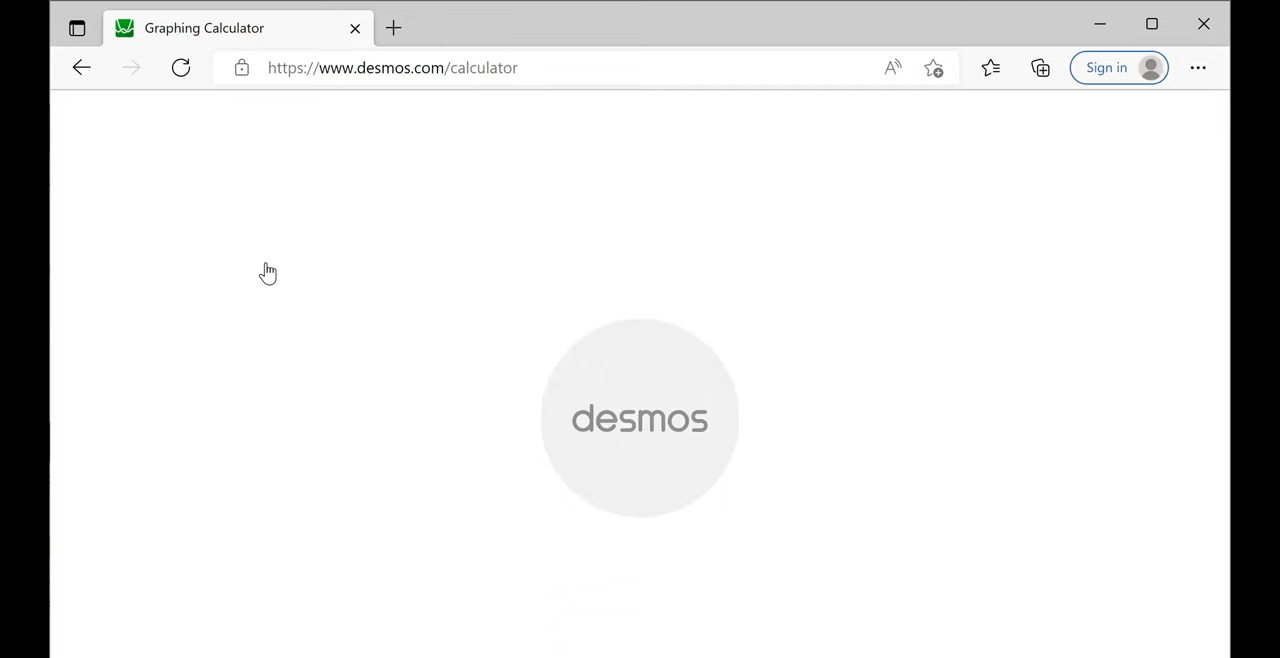 Graphing Calculator
https://www.desmos.com/calculator
A
Sign in
desmos